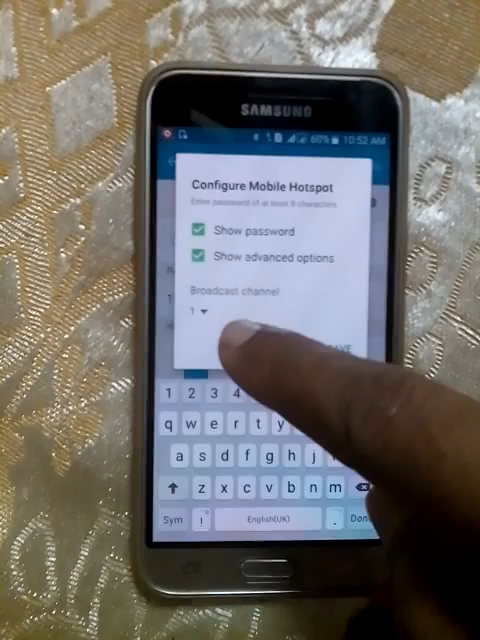 SAMSUNG
60% 10:52 AM
Configure Mobile Hotspot
Enter password of at least 8 characters.
Show password
Show advanced options
Broadcast channel
1
1 2 3 4
q w e r t y
a s d f g h j
z x c v b n m
Sym ! English(UK) .